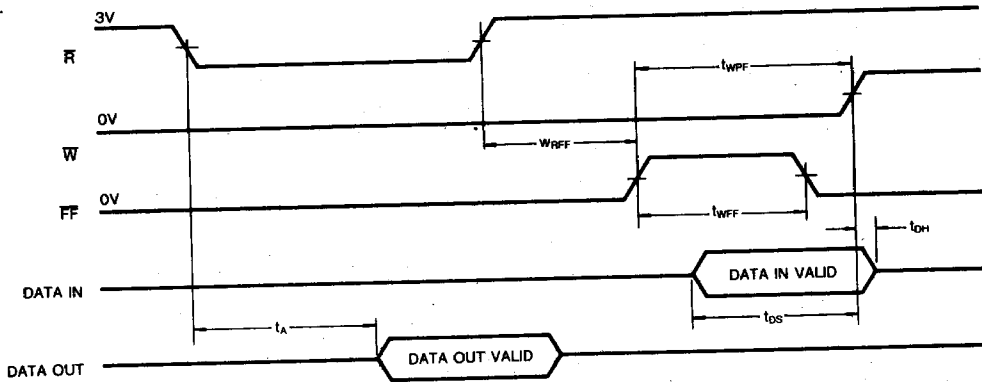 3V
R̅
tWPF
0V
W̅
WRFF
0V
F̅F̅
tWFF
tDH
DATA IN
DATA IN VALID
tDS
tA
DATA OUT
DATA OUT VALID